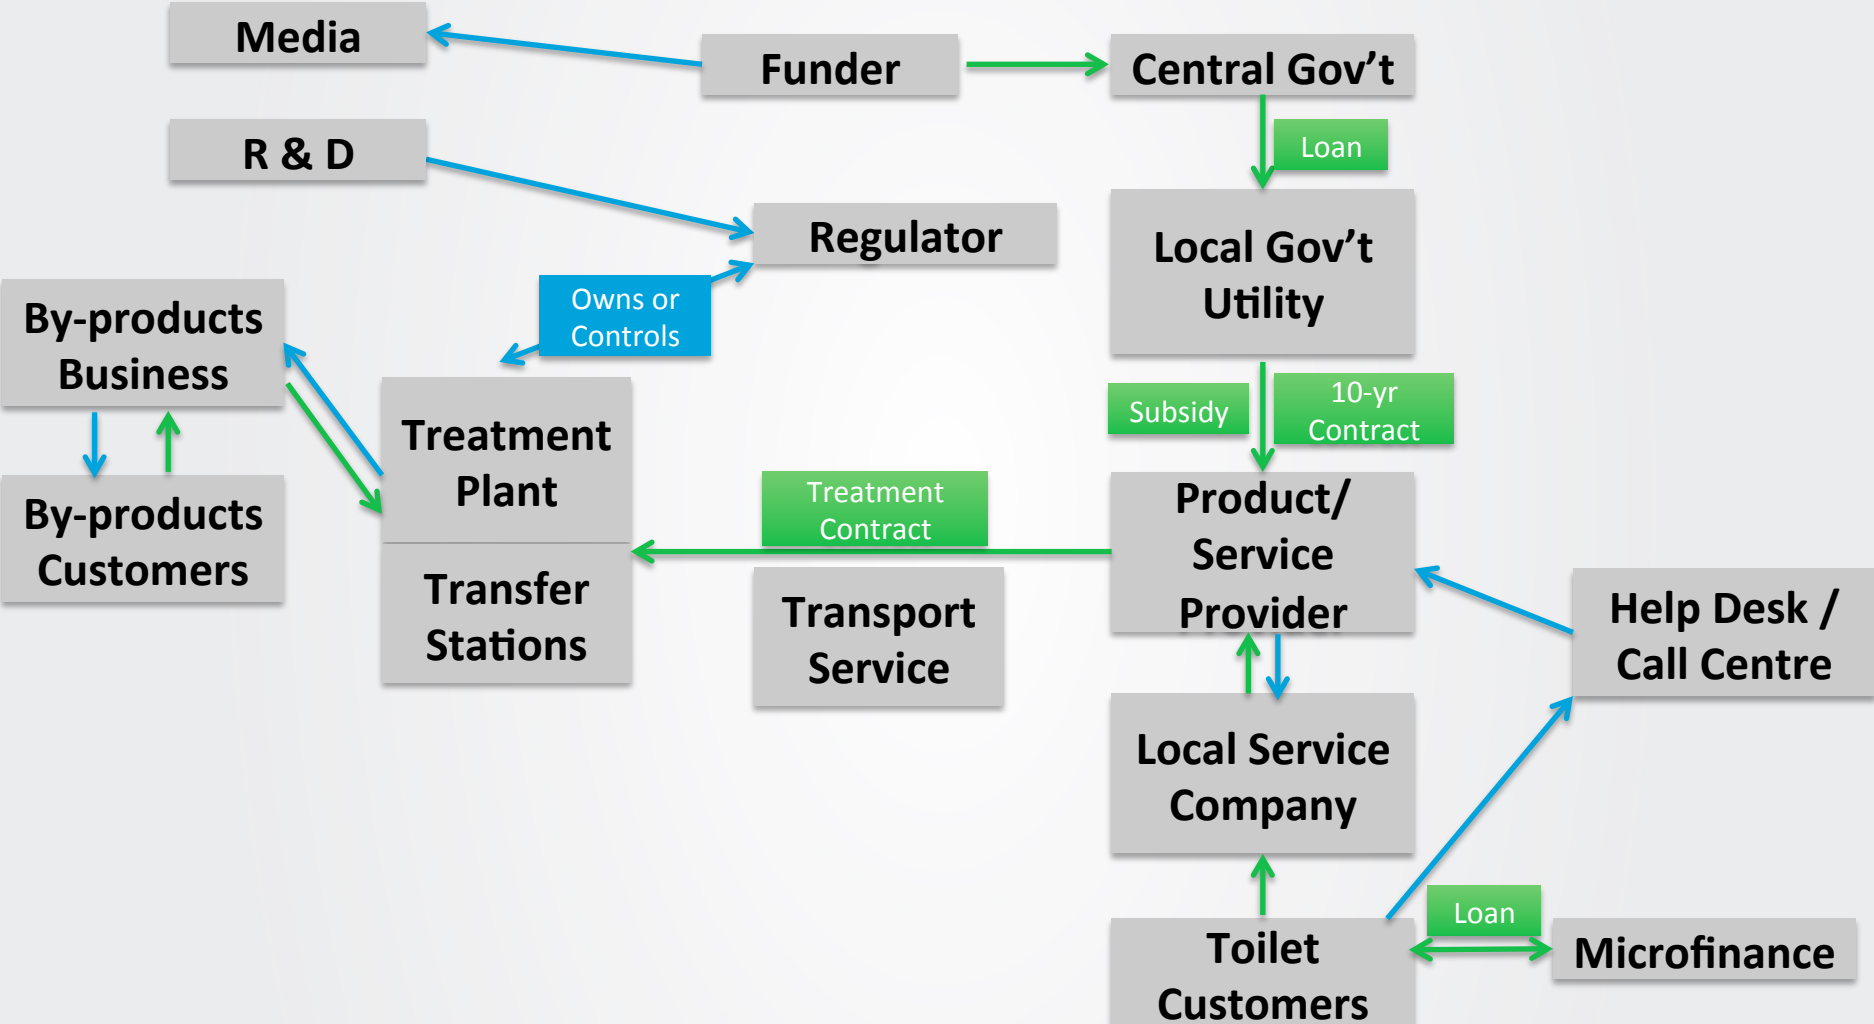 Media
Funder
Central Gov’t
R & D
Loan
Regulator
Local Gov’t
Utility
Owns or
Controls
By-products
Business
Subsidy
10-yr
Contract
Treatment
Plant
Treatment
Contract
Product/
Service
Provider
By-products
Customers
Transfer
Stations
Transport
Service
Help Desk /
Call Centre
Local Service
Company
Loan
Toilet
Customers
Microfinance